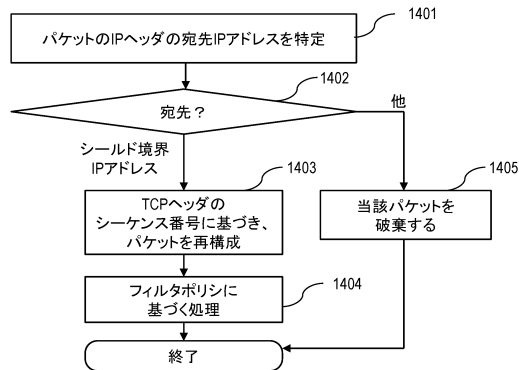 1401
パケットのIPヘッダの宛先IPアドレスを特定
1402
宛先？
他
シールド境界
IPアドレス
1403
TCPヘッダの
シーケンス番号に基づき、
パケットを再構成
1405
当該パケットを
破棄する
1404
フィルタポリシに
基づく処理
終了